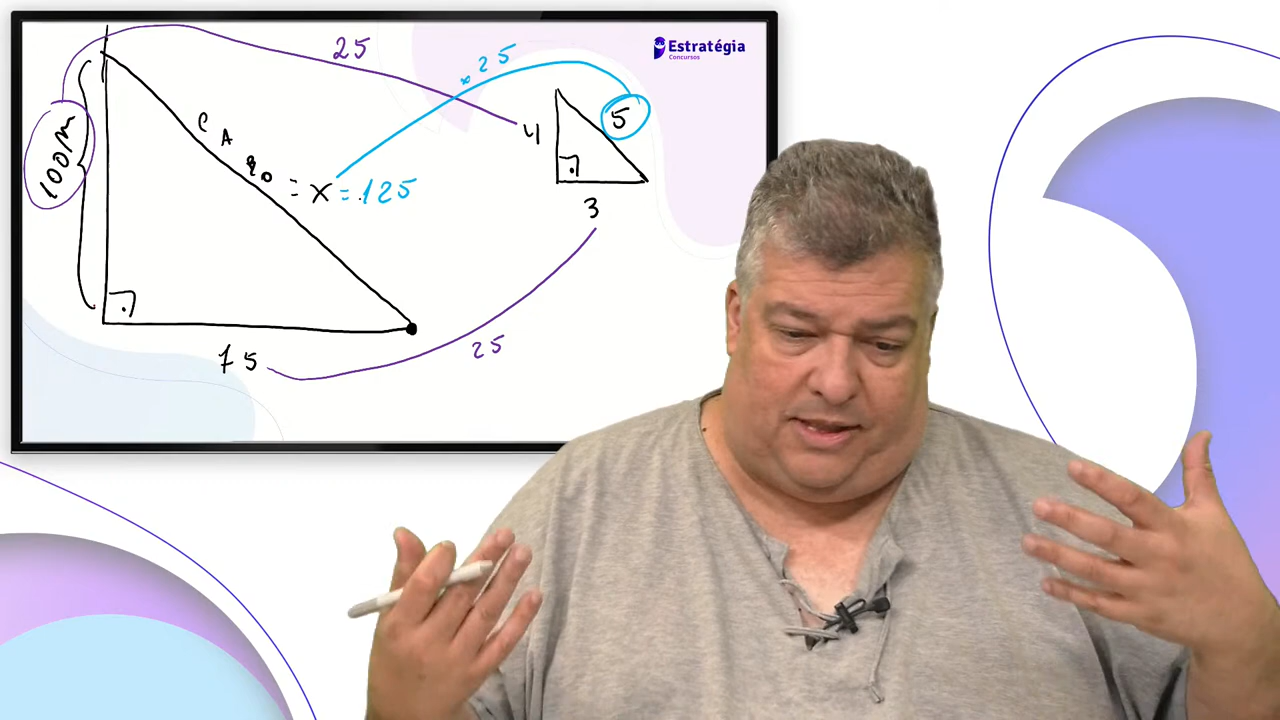 25
×25
Estratégia
Concursos
100m
4
5
CABO = x = 125
3
75
25